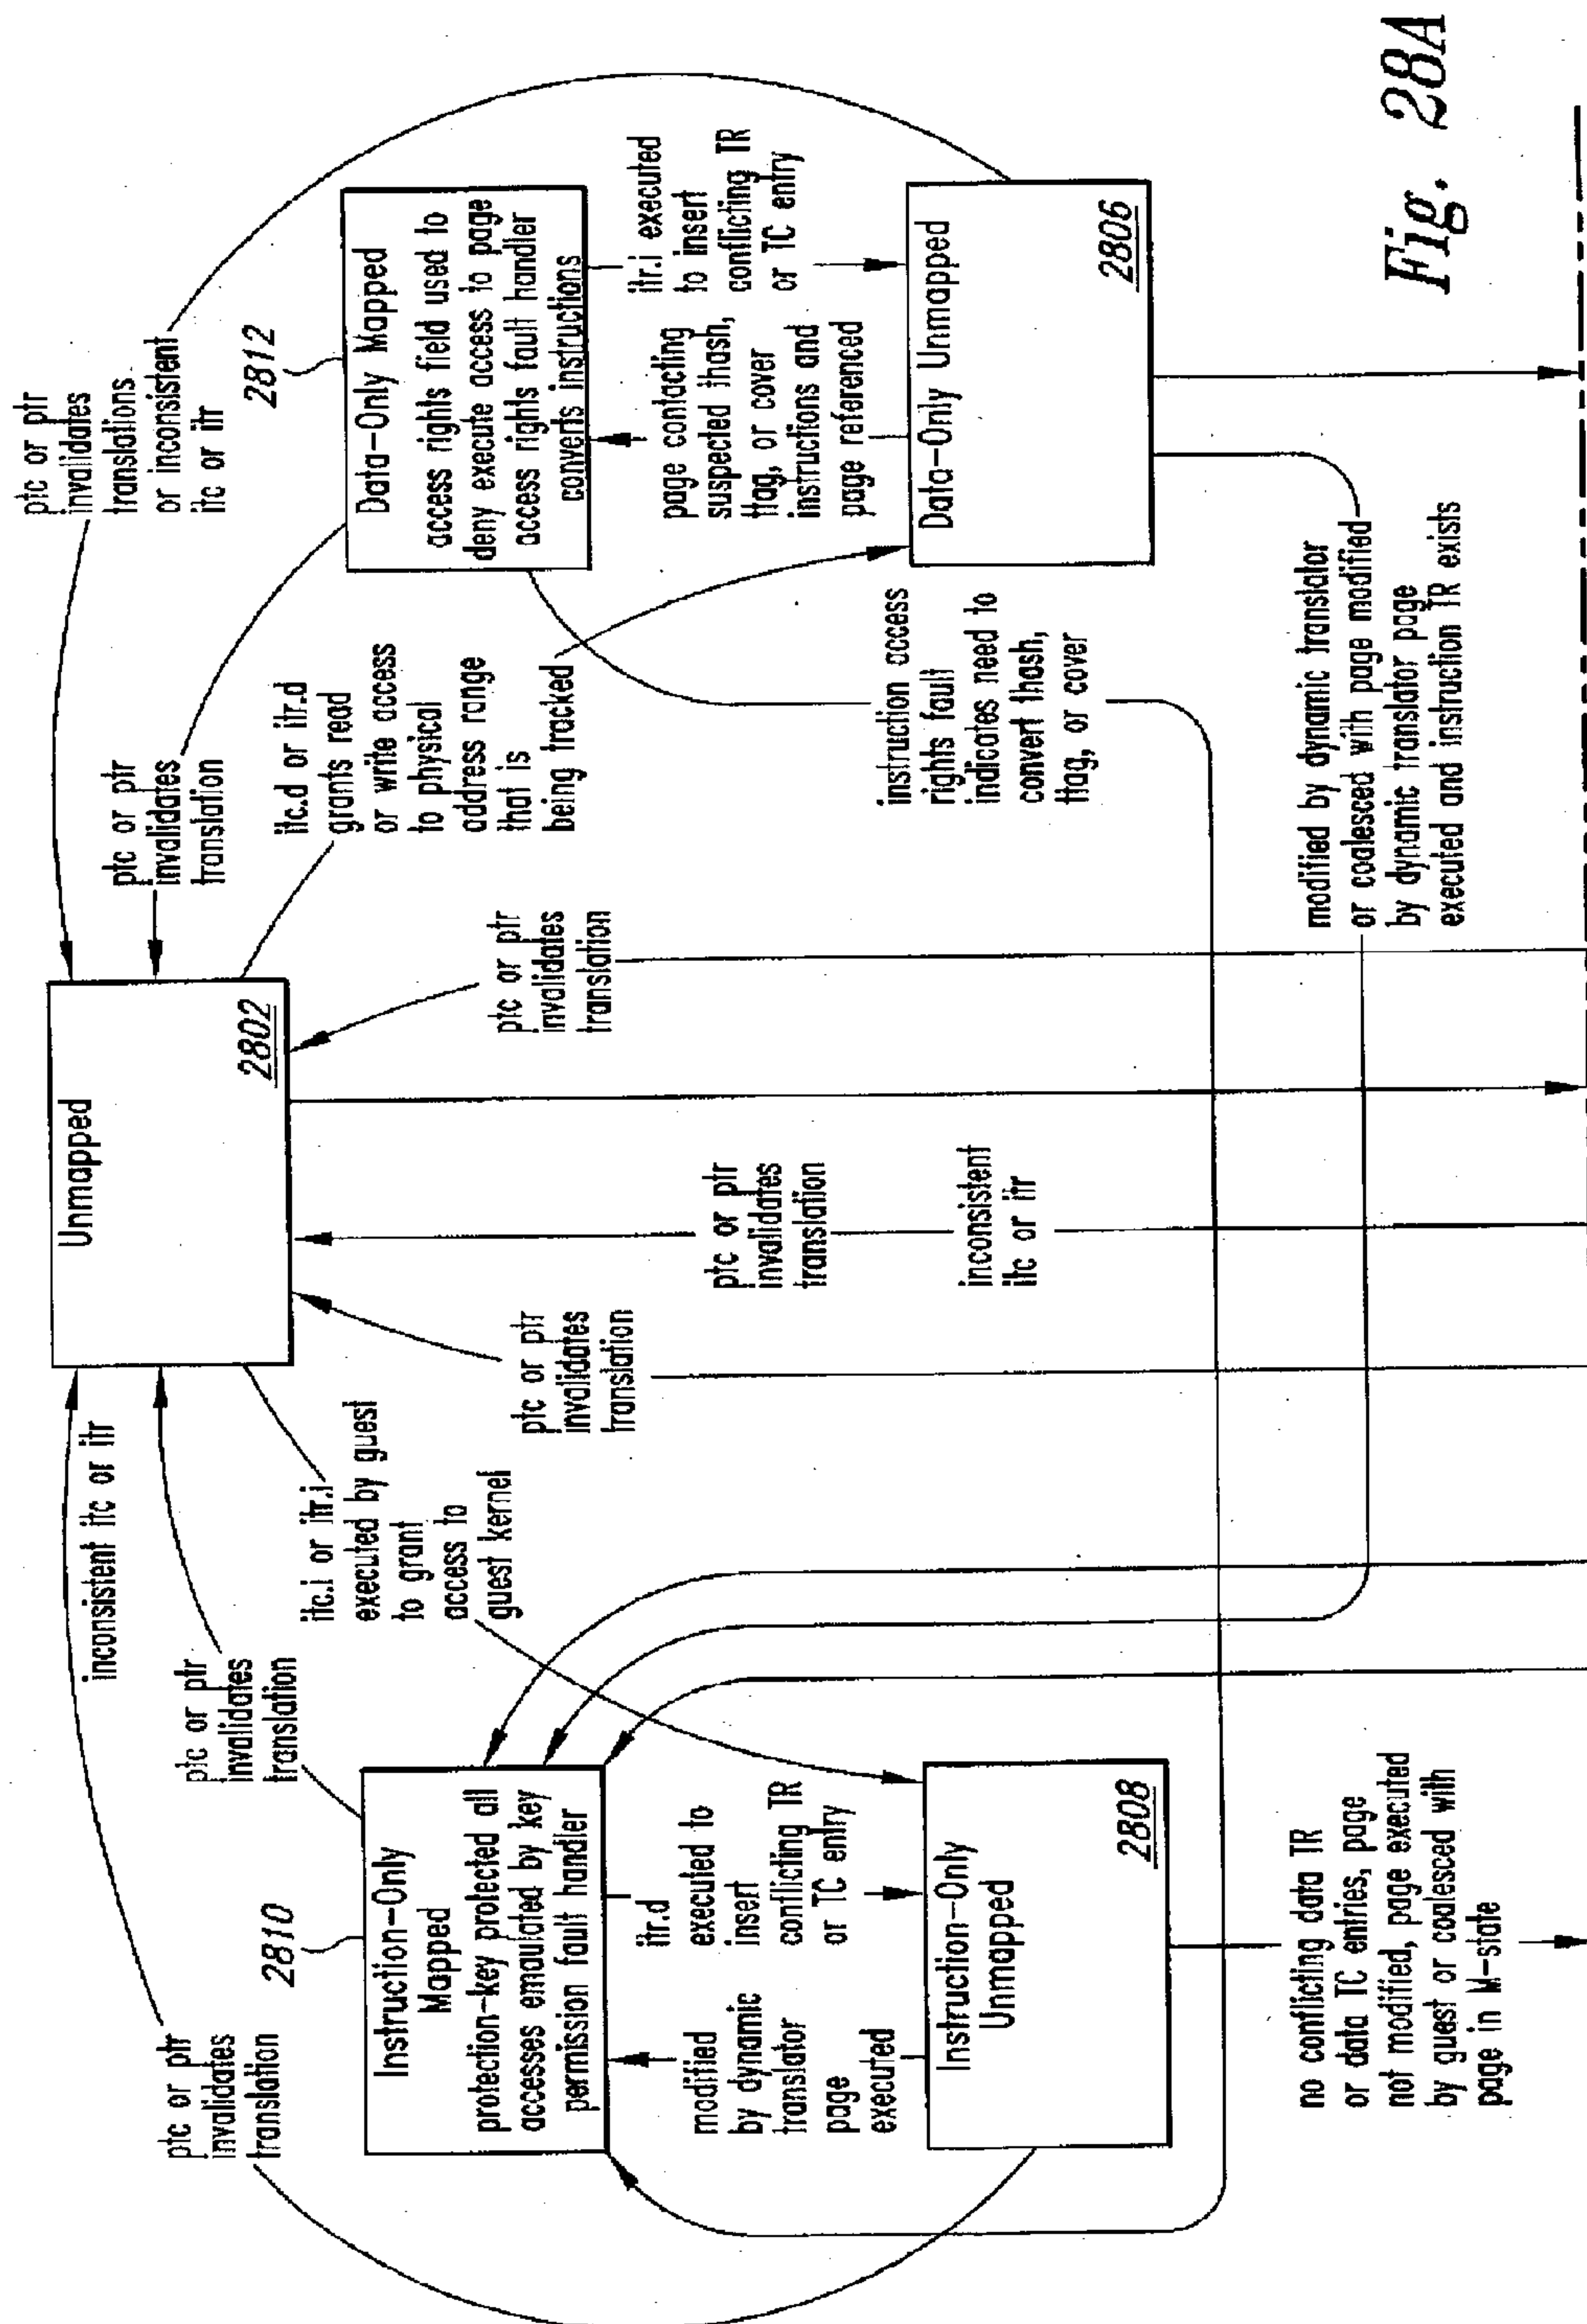 ptc or ptr
invalidates
translation
inconsistent itc or itr
ptc or ptr
invalidates
translation
Unmapped
2802
ptc or ptr
invalidates
translations
or inconsistent
itc or itr
ptc or ptr
invalidates
translation
2810
Instruction-Only
Mapped
protection-key protected all
accesses emaulated by key
permission fault handler
itc.i or itr.i
executed by guest
to grant
access to
guest kernel
itc.d or itr.d
grants read
or write access
to physical
address range
that is
being tracked
2812
Data-Only Mapped
access rights field used to
deny execute access to page
access rights fault handler
converts instructions
modified
by dynamic
translator
page
executed
itr.d
executed to
insert
conflicting TR
or TC entry
ptc or ptr
invalidates
translation
ptc or ptr
invalidates
translation
inconsistent
itc or itr
ptc or ptr
invalidates
translation
page contacting
suspected thash,
ttag, or cover
instructions and
page referenced
itr.i executed
to insert
conflicting TR
or TC entry
Instruction-Only
Unmapped
2808
instruction access
rights fault
indicates need to
convert thash,
ttag, or cover
Data-Only Unmapped
2806
no conflicting data TR
or data TC entries, page
not modified, page executed
by guest or coalesced with
page in M-state
modified by dynamic translator
or coalesced with page modified
by dynamic translator page
executed and instruction TR exists
Fig. 28A